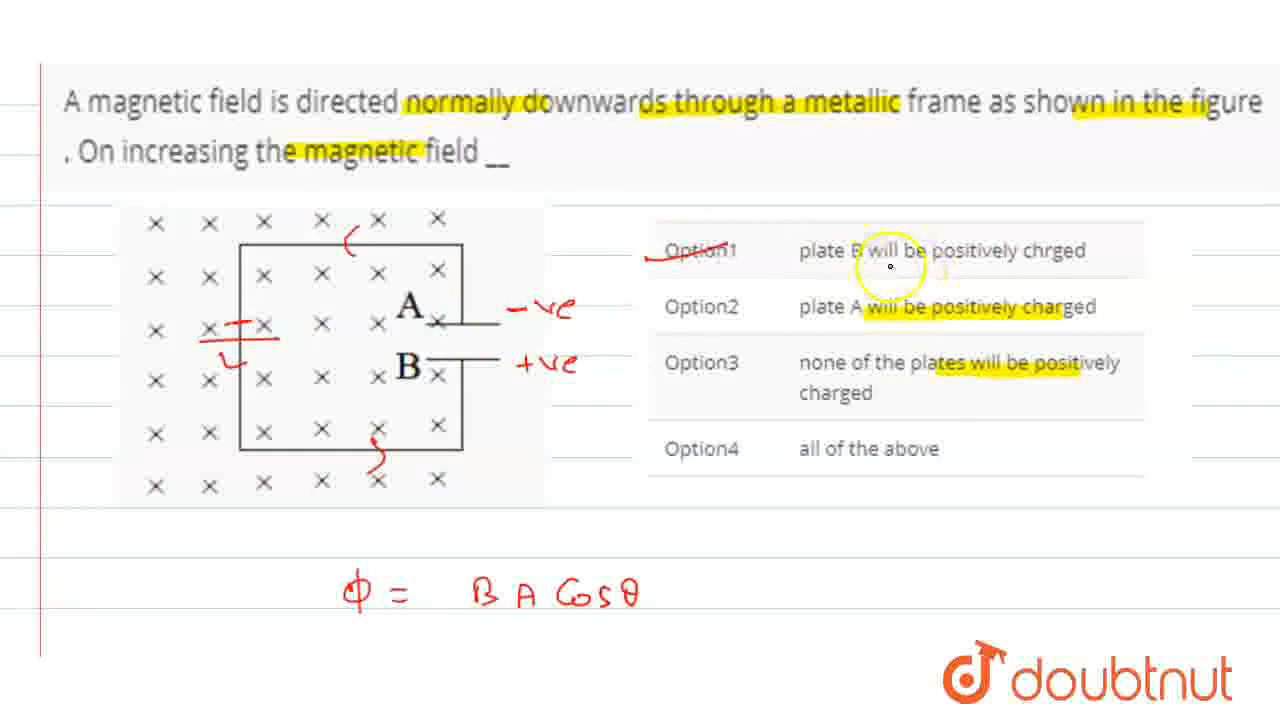 A magnetic field is directed normally downwards through a metallic frame as shown in the figure
. On increasing the magnetic field __
A
B
-ve
+ve
Option1 plate B will be positively chrged
Option2 plate A will be positively charged
Option3 none of the plates will be positively
charged
Option4 all of the above
ϕ = B A Cosθ
doubtnut